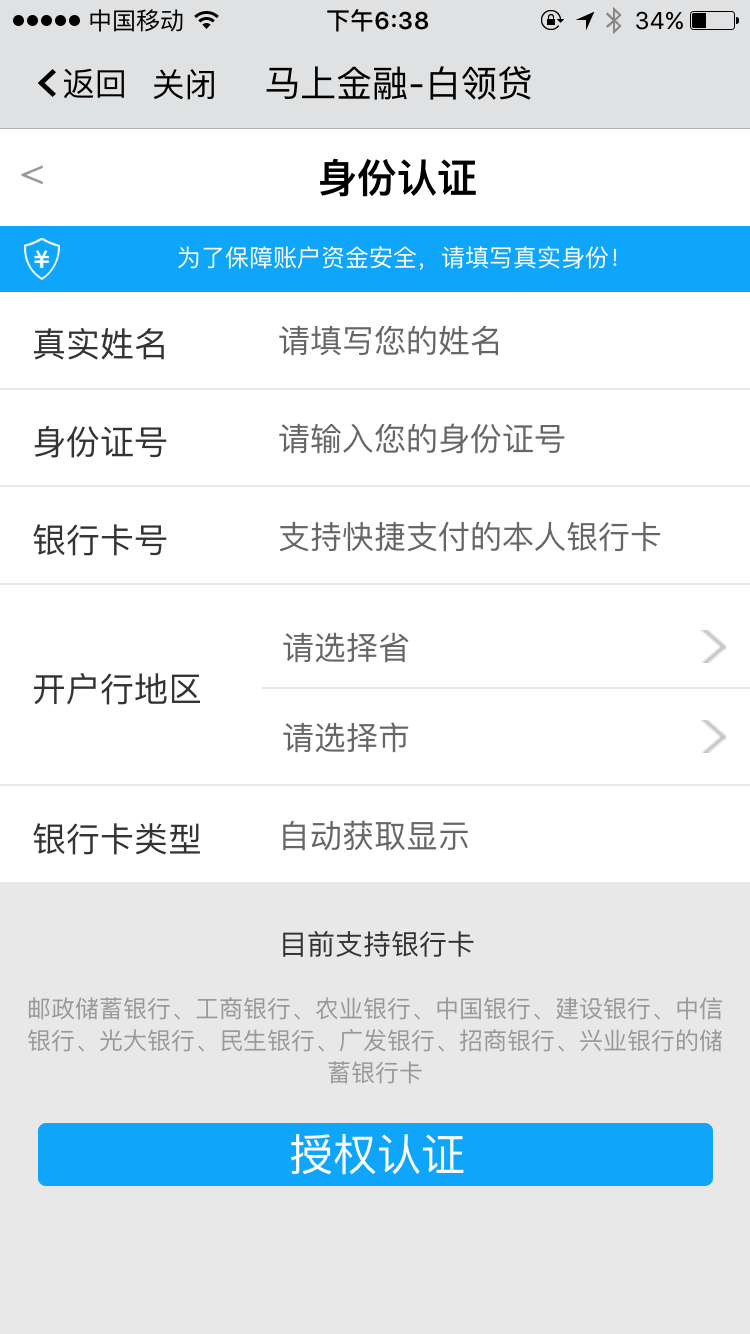 中国移动 下午6:38 34%
返回 关闭 马上金融-白领贷
< 身份认证
¥ 为了保障账户资金安全，请填写真实身份！
真实姓名 请填写您的姓名
身份证号 请输入您的身份证号
银行卡号 支持快捷支付的本人银行卡
请选择省
开户行地区
请选择市
银行卡类型 自动获取显示
目前支持银行卡
邮政储蓄银行、工商银行、农业银行、中国银行、建设银行、中信
银行、光大银行、民生银行、广发银行、招商银行、兴业银行的储
蓄银行卡
授权认证